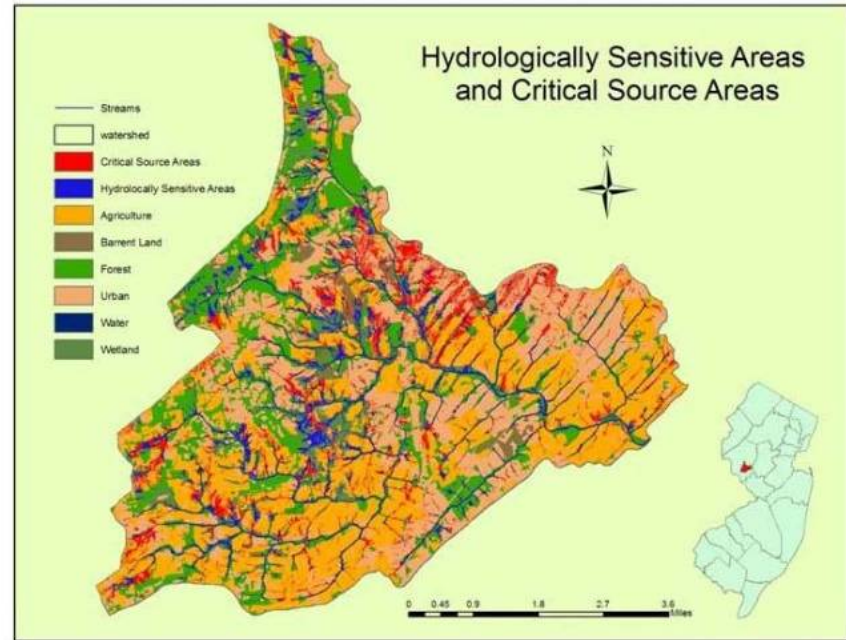 Hydrologically Sensitive Areas
and Critical Source Areas
N
Streams
watershed
Critical Source Areas
Hydrolocally Sensitive Areas
Agriculture
Barrent Land
Forest
Urban
Water
Wetland
0 0.45 0.9 1.8 2.7 3.6
Miles